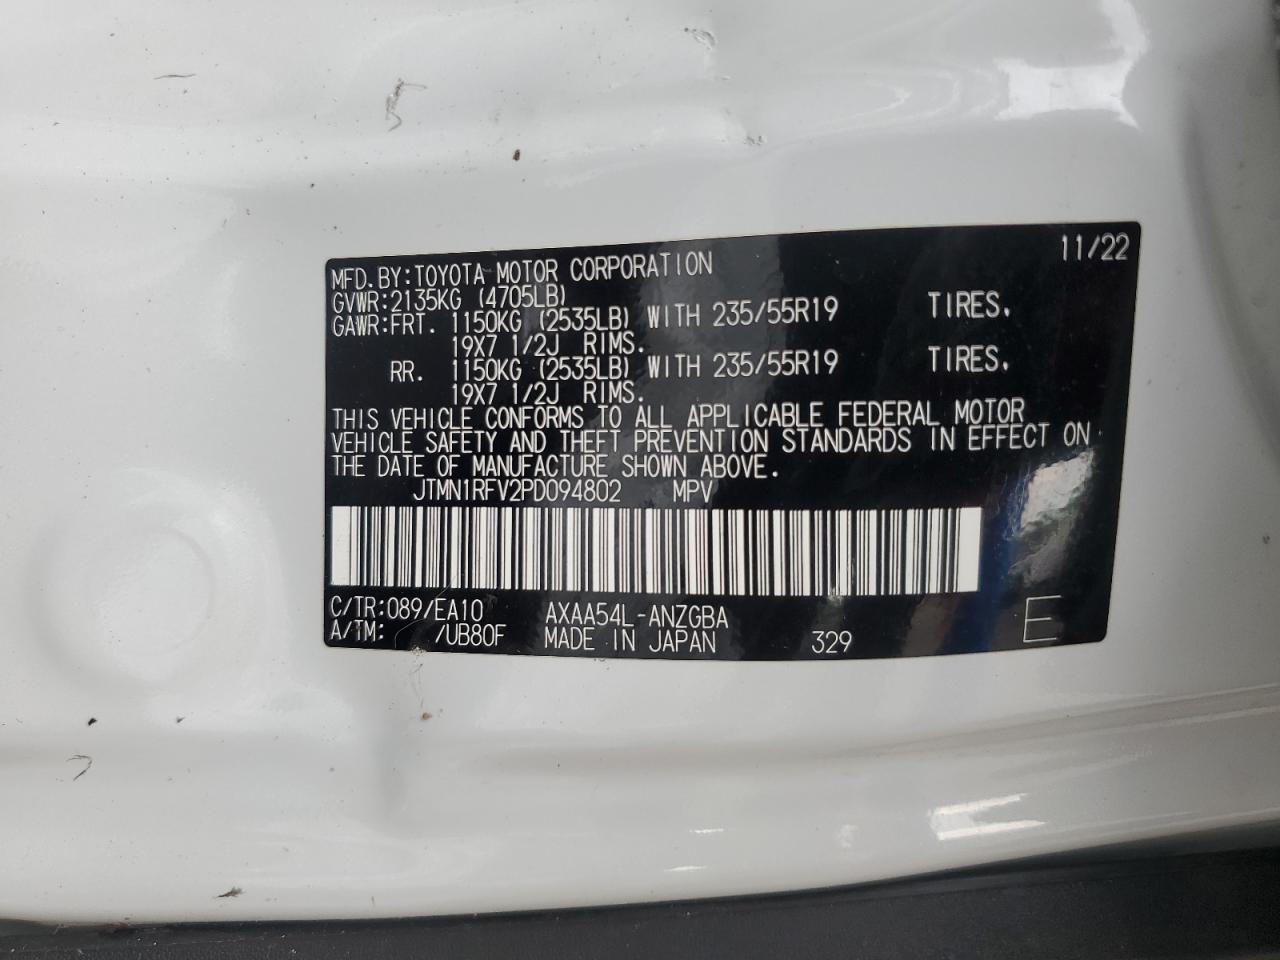 11/22
MFD.BY:TOYOTA MOTOR CORPORATION
GVWR:2135KG (4705LB)
GAWR:FRT. 1150KG (2535LB) WITH 235/55R19 TIRES.
19X7 1/2J RIMS.
RR. 1150KG (2535LB) WITH 235/55R19 TIRES.
19X7 1/2J RIMS.
THIS VEHICLE CONFORMS TO ALL APPLICABLE FEDERAL MOTOR
VEHICLE SAFETY AND THEFT PREVENTION STANDARDS IN EFFECT ON
THE DATE OF MANUFACTURE SHOWN ABOVE.
JTMN1RFV2PD094802 MPV
C/TR:089/EA10 AXAA54L-ANZGBA
A/TM: /UB80F MADE IN JAPAN 329 E